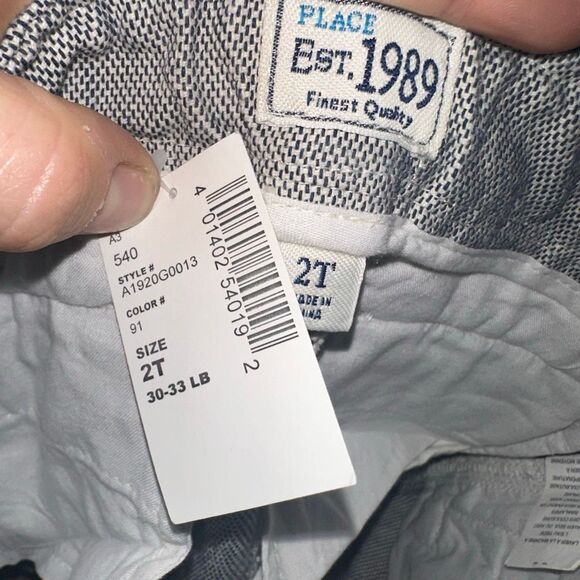 PLACE
EST. 1989
Finest Quality
A3
540
STYLE #
A1920G0013
COLOR #
91
SIZE
2T
30-33 LB
4 01402 54019 2
2T
MADE IN